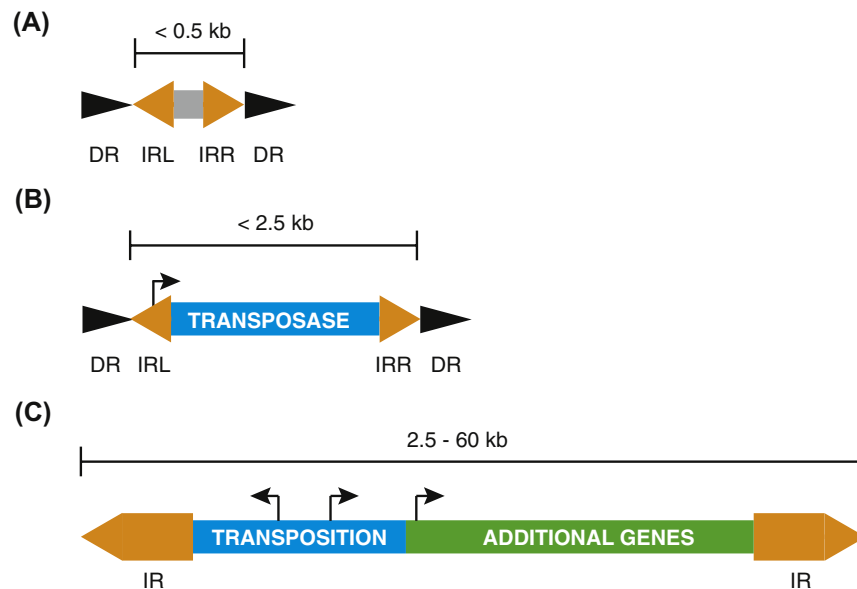 (A)
< 0.5 kb
DR IRL IRR DR
(B)
< 2.5 kb
TRANSPOSASE
DR IRL IRR DR
(C)
2.5 - 60 kb
TRANSPOSITION ADDITIONAL GENES
IR IR